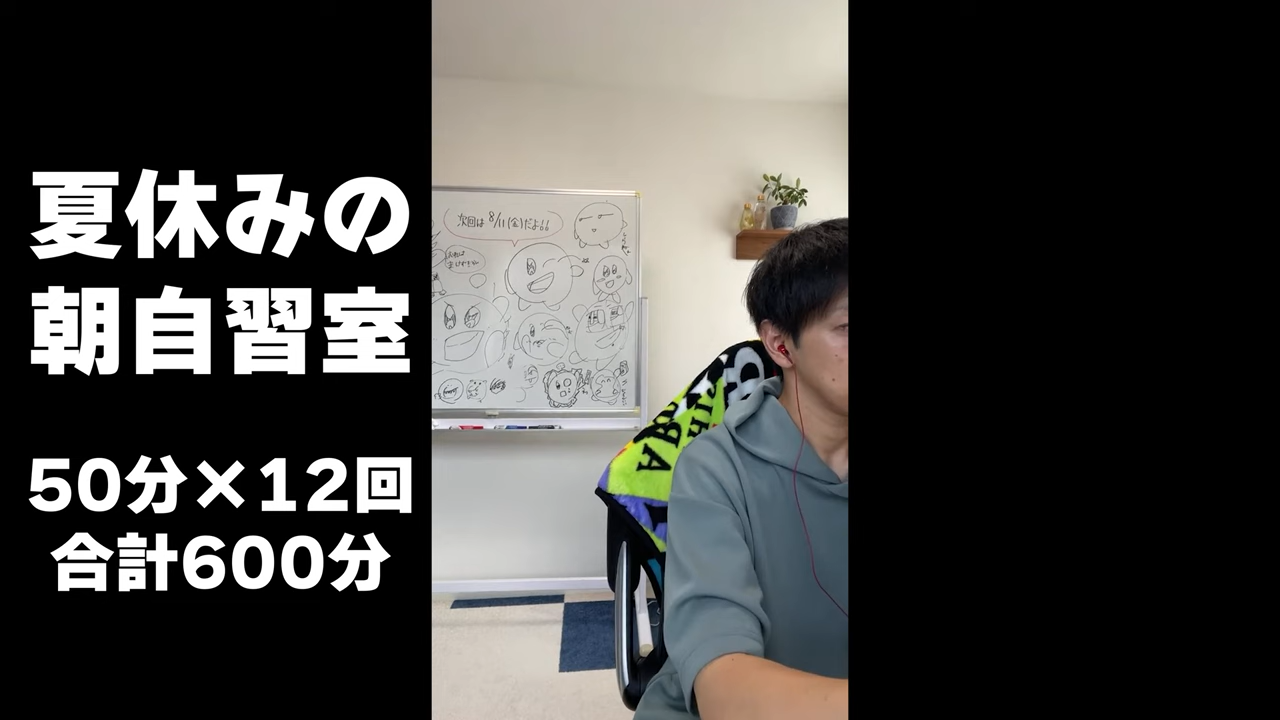 夏休みの
朝自習室
50分×12回
合計600分
次回は 8/11(金)だよ!!